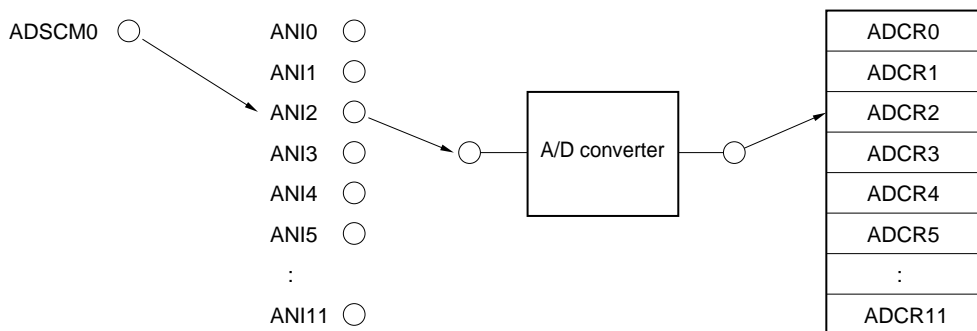 ADSCM0 ANI0 ADCR0
ANI1 ADCR1
ANI2 ADCR2
ANI3 A/D converter ADCR3
ANI4 ADCR4
ANI5 ADCR5
: :
ANI11 ADCR11